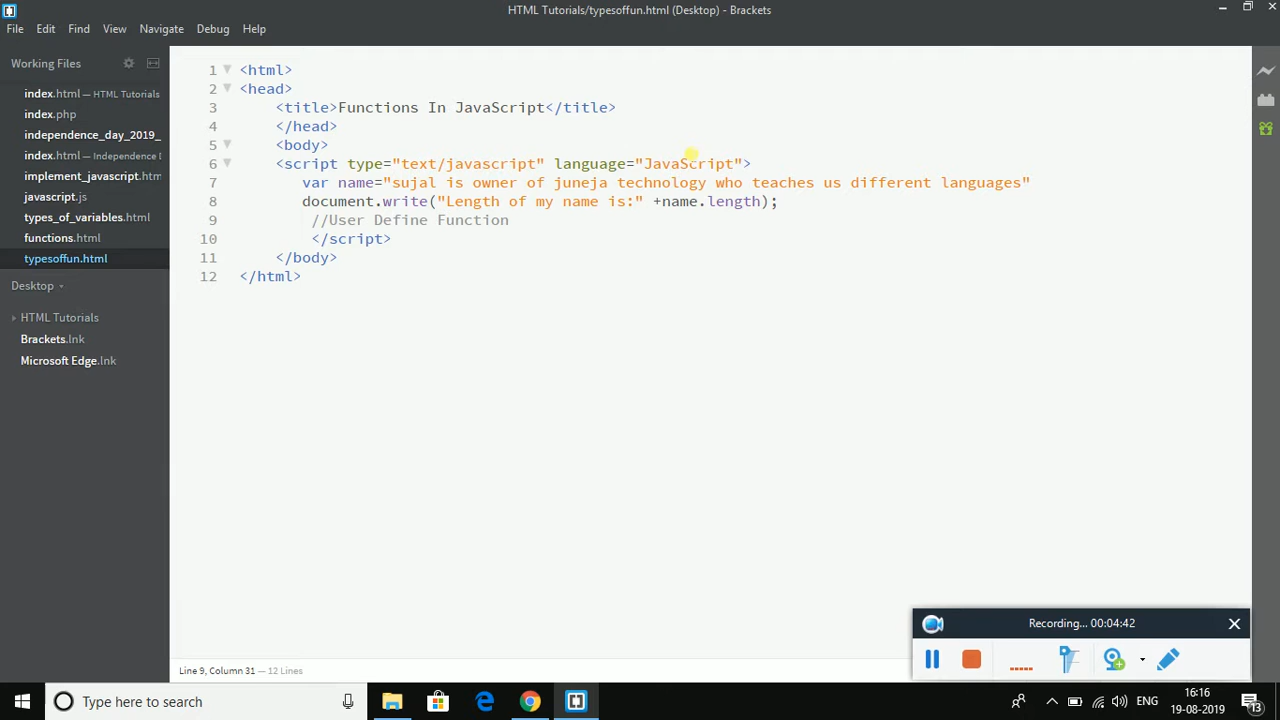 HTML Tutorials/typesoffun.html (Desktop) - Brackets
File Edit Find View Navigate Debug Help
Working Files
index.html — HTML Tutorials
index.php
independence_day_2019_
index.html — Independence D
implement_javascript.htm
javascript.js
types_of_variables.html
functions.html
typesoffun.html
Desktop
HTML Tutorials
Brackets.lnk
Microsoft Edge.lnk
1 <html>
2 <head>
3 <title>Functions In JavaScript</title>
4 </head>
5 <body>
6 <script type="text/javascript" language="JavaScript">
7 var name="sujal is owner of juneja technology who teaches us different languages"
8 document.write("Length of my name is:" +name.length);
9 //User Define Function
10 </script>
11 </body>
12 </html>
Line 9, Column 31 — 12 Lines
Recording... 00:04:42
Type here to search
ENG
16:16
19-08-2019
13